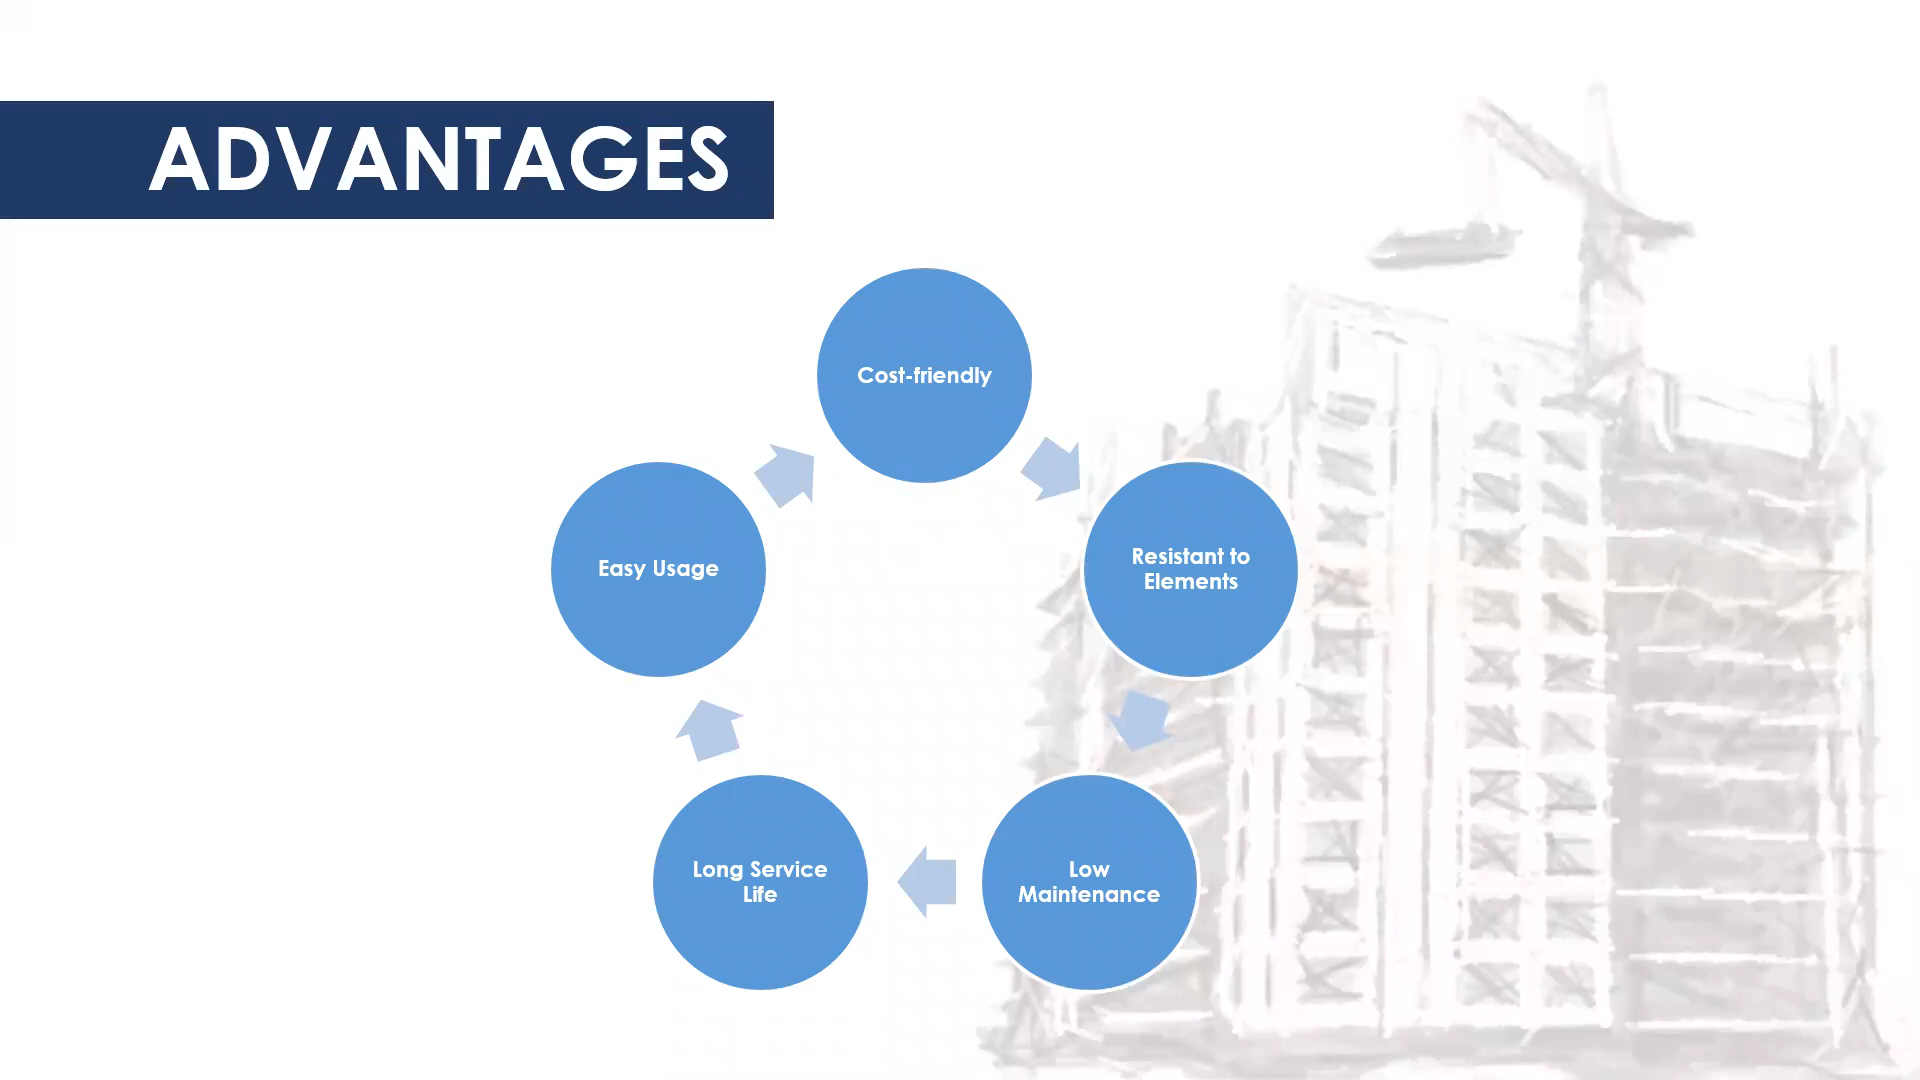 ADVANTAGES
Cost-friendly
Resistant to
Elements
Low
Maintenance
Long Service
Life
Easy Usage